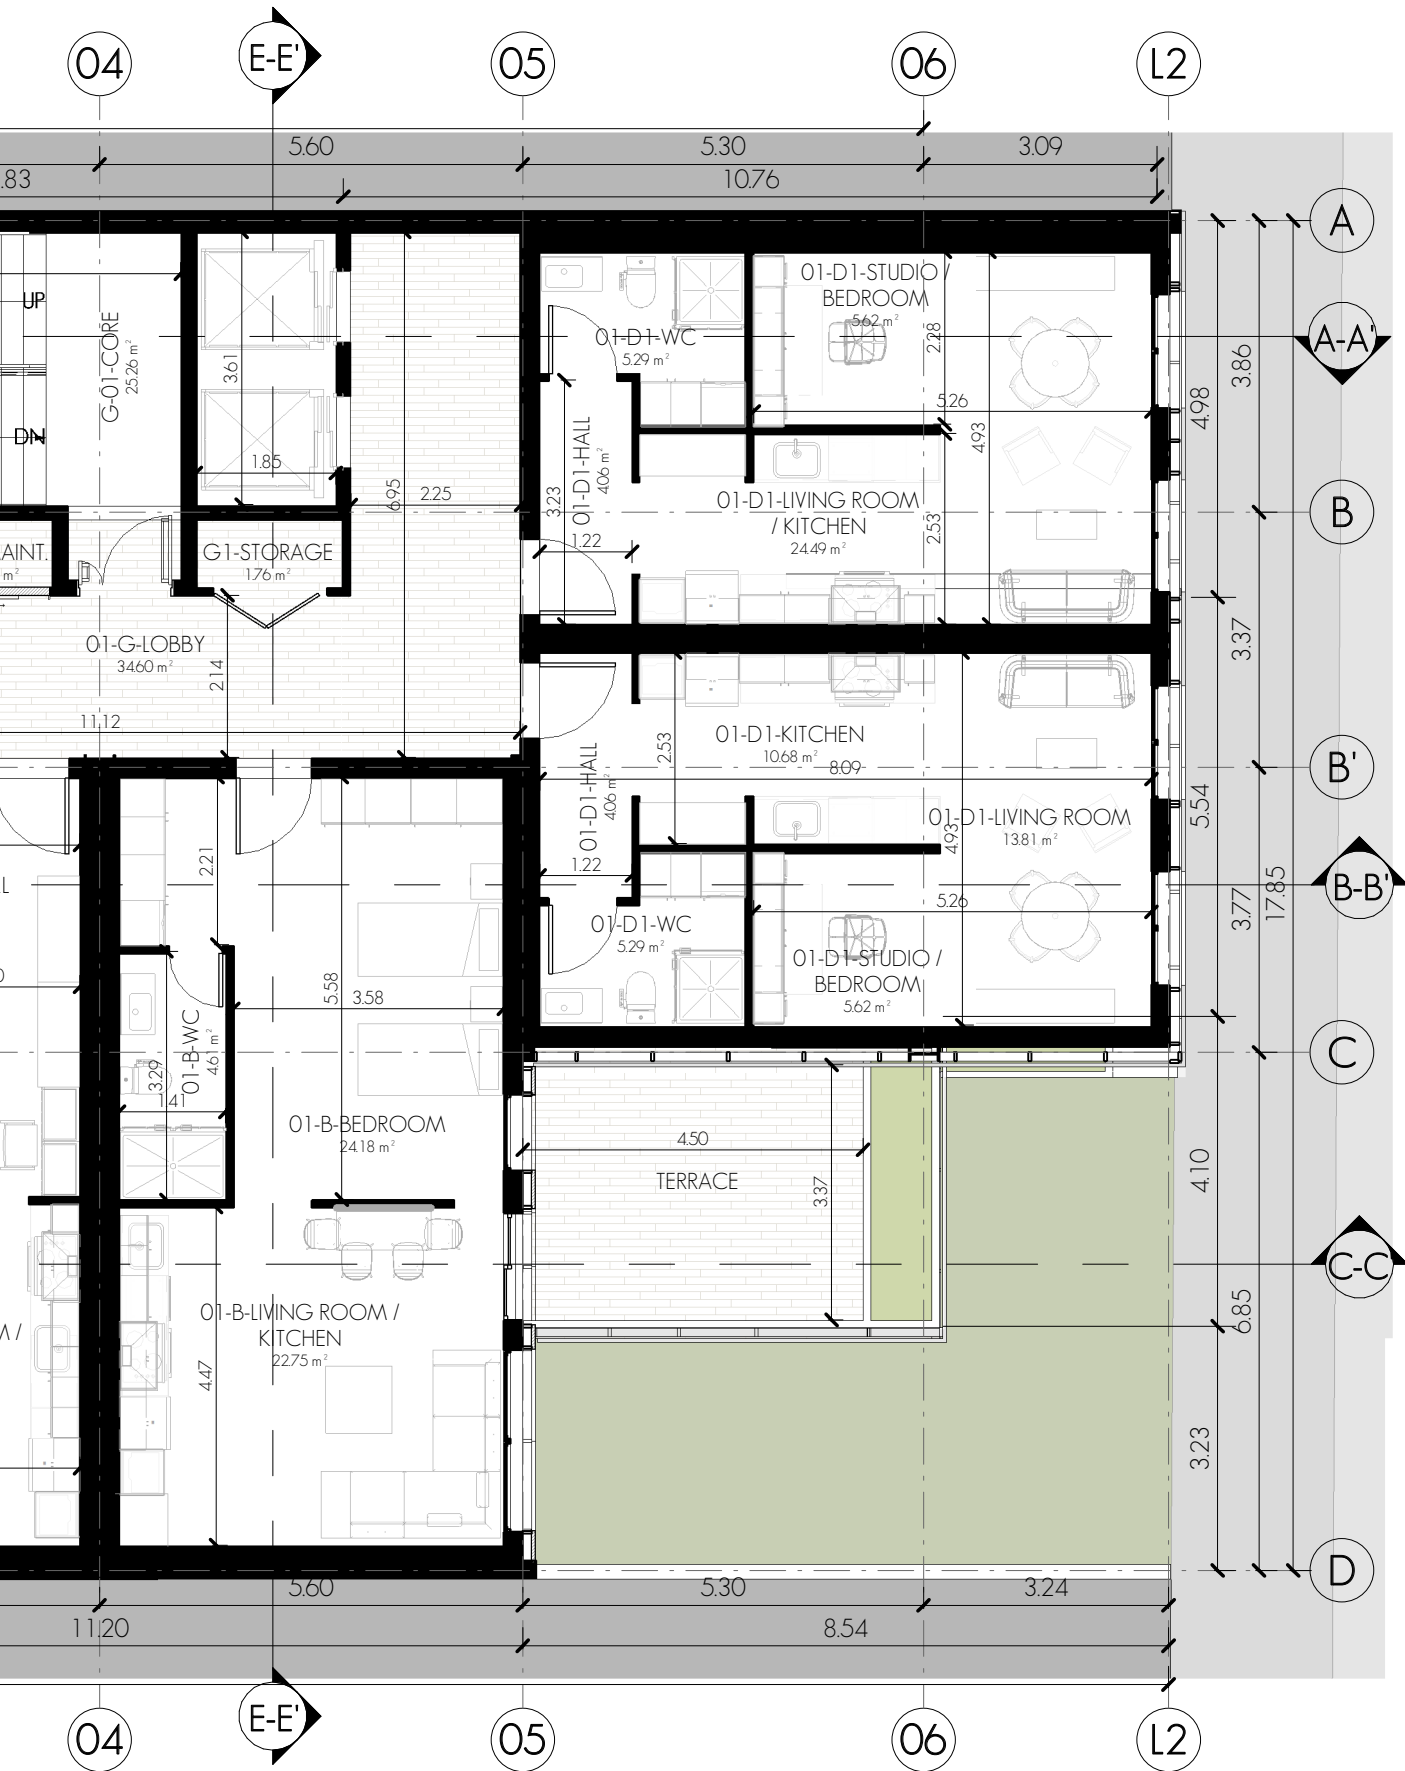 04
E-E'
05
06
L2
5.60
5.30
3.09
.83
10.76
A
UP
G-01-CORE
25.26 m²
3.61
01-D1-STUDIO /
BEDROOM
5.62 m²
01-D1-WC
5.29 m²
2.28
A-A'
3.86
4.98
DN
1.85
6.95
2.25
5.26
4.93
01-D1-HALL
4.06 m²
3.23
01-D1-LIVING ROOM
/ KITCHEN
24.49 m²
2.53
B
1.22
AINT.
m²
G1-STORAGE
1.76 m²
01-G-LOBBY
34.60 m²
2.14
3.37
11.12
2.53
01-D1-KITCHEN
10.68 m²
8.09
B'
01-D1-HALL
4.06 m²
5.54
01-D1-LIVING ROOM
13.81 m²
4.93
2.21
1.22
L
B-B'
17.85
3.77
01-D1-WC
5.29 m²
5.26
01-D1-STUDIO /
BEDROOM
5.62 m²
0
5.58
3.58
01-B-WC
4.61 m²
3.29
1.41
C
01-B-BEDROOM
24.18 m²
4.50
TERRACE
3.37
4.10
C-C
6.85
01-B-LIVING ROOM /
KITCHEN
22.75 m²
M /
4.47
3.23
D
5.60
5.30
3.24
11.20
8.54
04
E-E'
05
06
L2